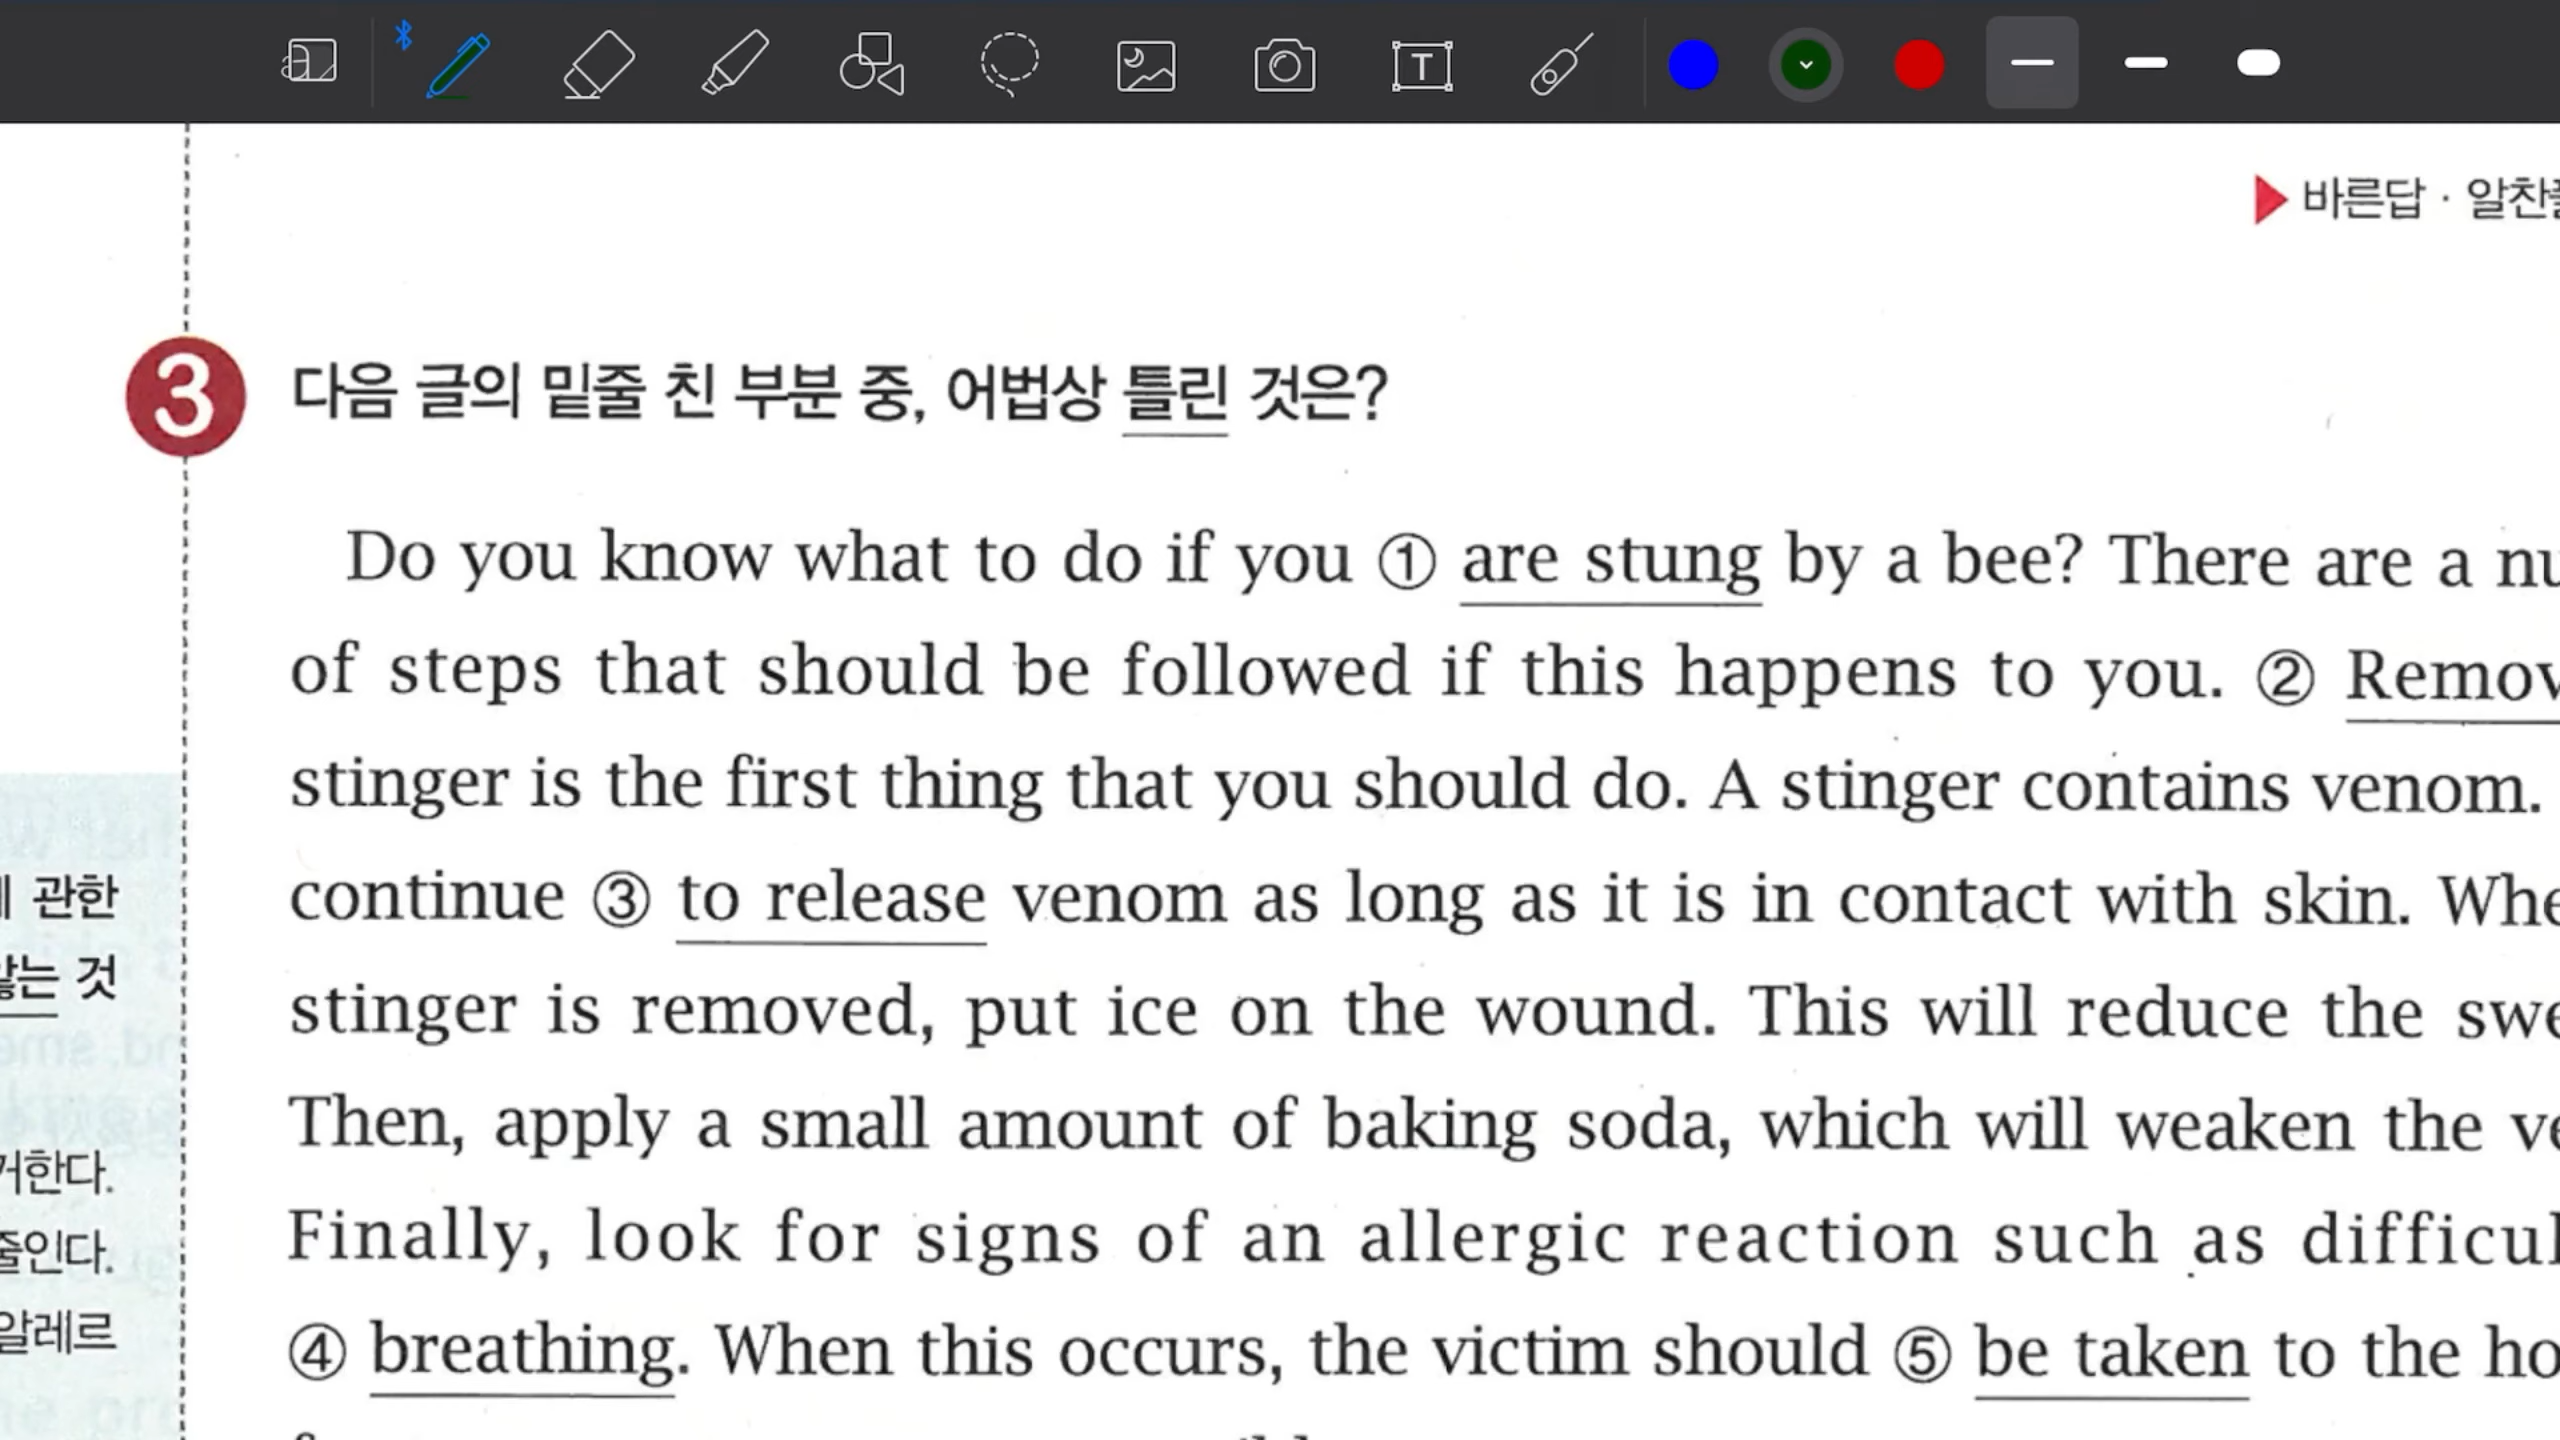 바른답 · 알찬
3 다음 글의 밑줄 친 부분 중, 어법상 틀린 것은?
Do you know what to do if you ① are stung by a bee? There are a
of steps that should be followed if this happens to you. ②
stinger is the first thing that you should do. A stinger contains venom.
continue ③ to release venom as long as it is in contact with skin.
stinger is removed, put ice on the wound. This will reduce the
Then, apply a small amount of baking soda, which will weaken the
Finally, look for signs of an allergic reaction such as
④ breathing. When this occurs, the victim should ⑤ be taken to the
관한
않는 것
거한다.
줄인다.
알레르